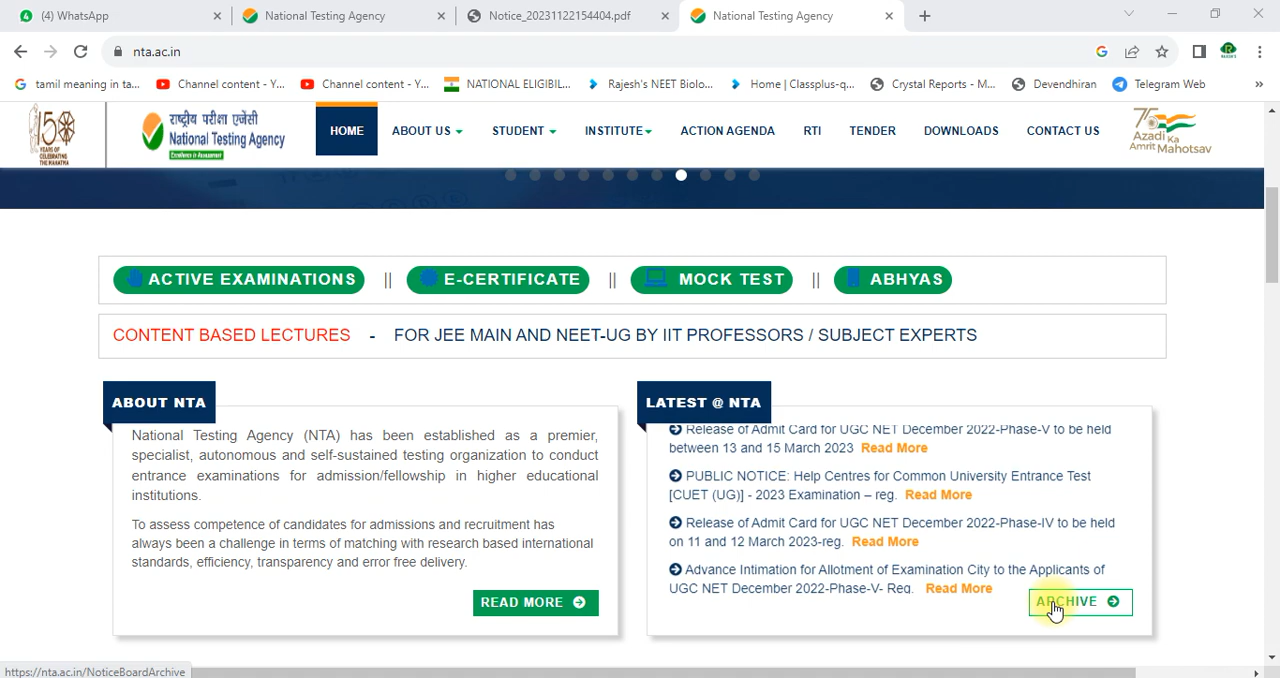 (4) WhatsApp
National Testing Agency
Notice_20231122154404.pdf
National Testing Agency
nta.ac.in
tamil meaning in ta...
Channel content - Y...
Channel content - Y...
NATIONAL ELIGIBIL...
Rajesh's NEET Biolo...
Home | Classplus-q...
Crystal Reports - M...
Devendhiran
Telegram Web
»
150
YEARS OF
CELEBRATING
THE MAHATMA
राष्ट्रीय परीक्षा एजेंसी
National Testing Agency
Excellence in Assessment
HOME
ABOUT US
STUDENT
INSTITUTE
ACTION AGENDA
RTI
TENDER
DOWNLOADS
CONTACT US
75
Azadi Ka
Amrit Mahotsav
ACTIVE EXAMINATIONS || E-CERTIFICATE || MOCK TEST || ABHYAS
CONTENT BASED LECTURES - FOR JEE MAIN AND NEET-UG BY IIT PROFESSORS / SUBJECT EXPERTS
ABOUT NTA
National Testing Agency (NTA) has been established as a premier,
specialist, autonomous and self-sustained testing organization to conduct
entrance examinations for admission/fellowship in higher educational
institutions.
To assess competence of candidates for admissions and recruitment has
always been a challenge in terms of matching with research based international
standards, efficiency, transparency and error free delivery.
READ MORE
LATEST @ NTA
Release of Admit Card for UGC NET December 2022-Phase-V to be held
between 13 and 15 March 2023 Read More
PUBLIC NOTICE: Help Centres for Common University Entrance Test
[CUET (UG)] - 2023 Examination – reg. Read More
Release of Admit Card for UGC NET December 2022-Phase-IV to be held
on 11 and 12 March 2023-reg. Read More
Advance Intimation for Allotment of Examination City to the Applicants of
UGC NET December 2022-Phase-V- Reg. Read More
ARCHIVE
https://nta.ac.in/NoticeBoardArchive